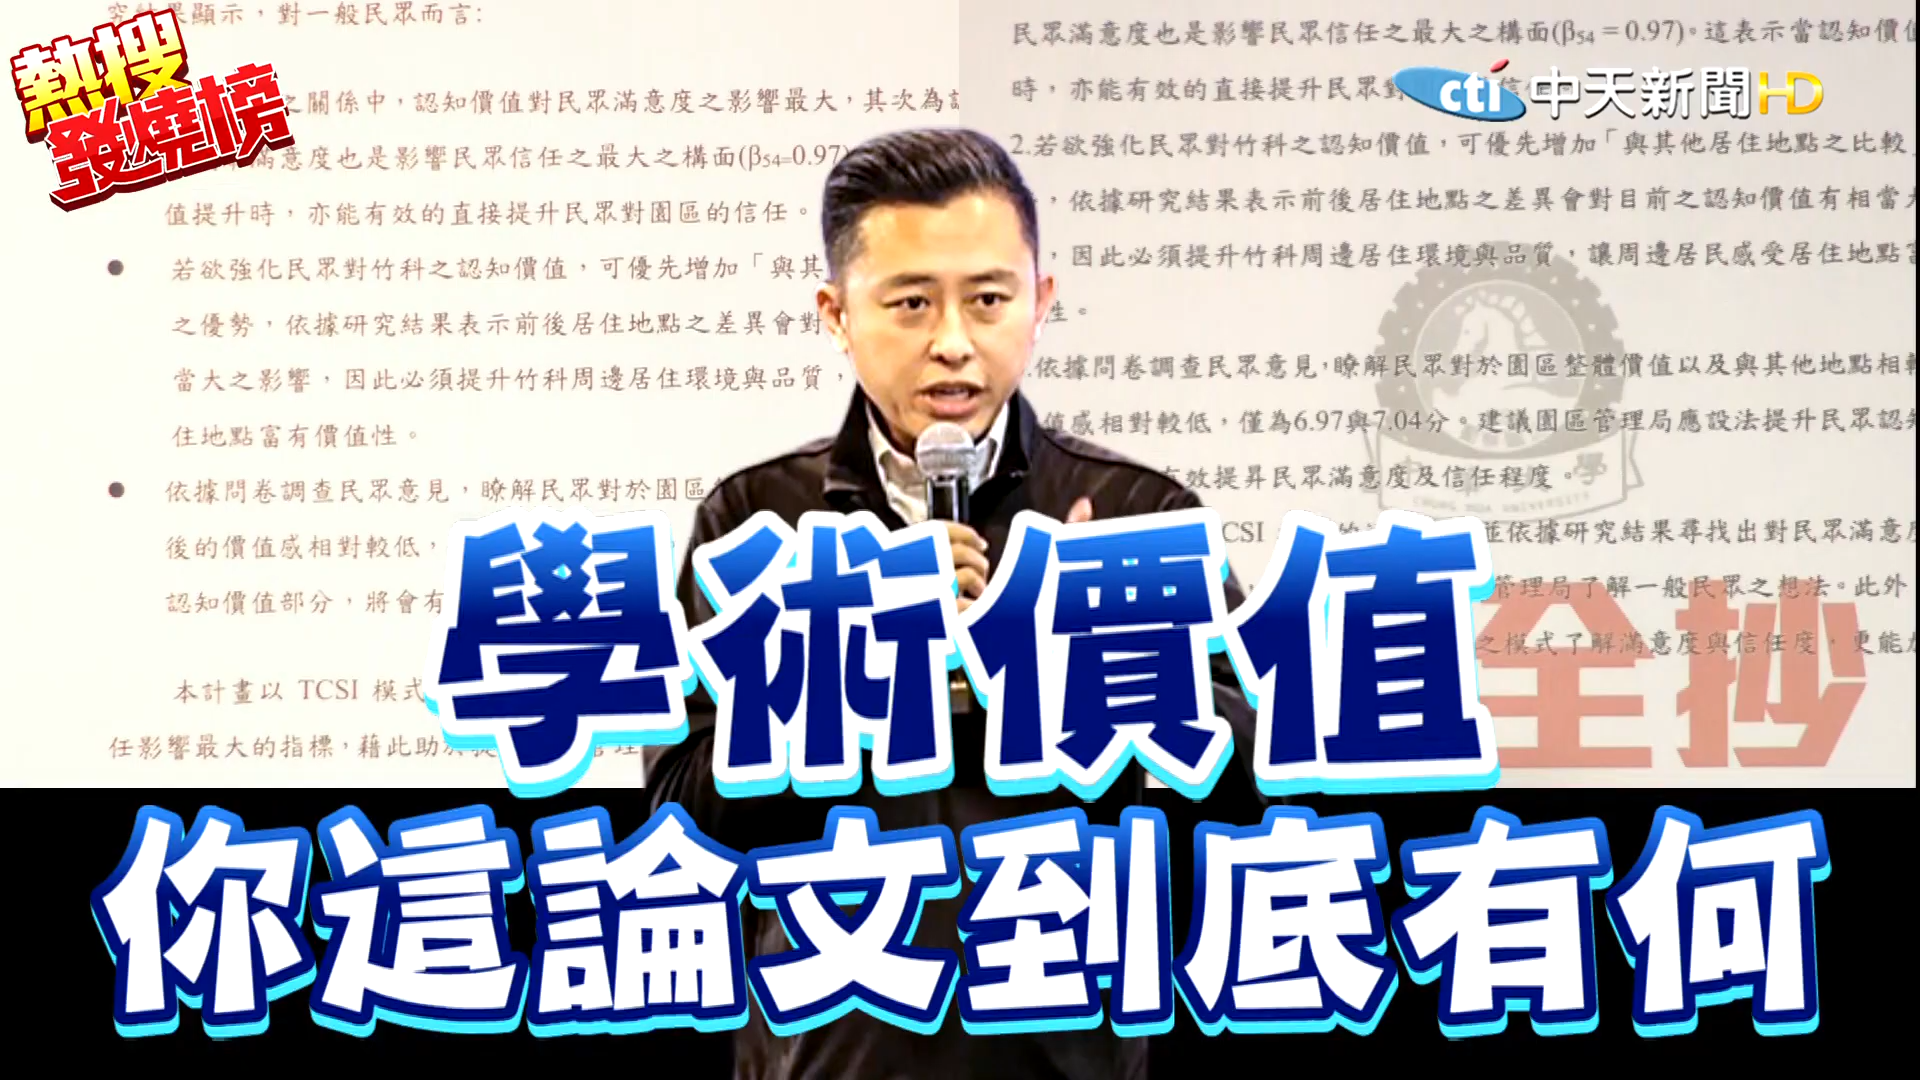 究結果顯示，對一般民眾而言:
熱搜
發燒榜
之關係中，認知價值對民眾滿意度之影響最大，其次為
滿意度也是影響民眾信任之最大之構面(β54=0.97)
值提升時，亦能有效的直接提升民眾對園區的信任。
● 若欲強化民眾對竹科之認知價值，可優先增加「與其
之優勢，依據研究結果表示前後居住地點之差異會對
當大之影響，因此必須提升竹科周邊居住環境與品質，
住地點富有價值性。
● 依據問卷調查民眾意見，瞭解民眾對於園區
後的價值感相對較低，
認知價值部分，將會有
本計畫以 TCSI 模式
任影響最大的指標，藉此助於提 管理
民眾滿意度也是影響民眾信任之最大之構面(β54 = 0.97)。這表示當認知價值
時，亦能有效的直接提升民眾對 信
cti 中天新聞HD
2.若欲強化民眾對竹科之認知價值，可優先增加「與其他居住地點之比較」
，依據研究結果表示前後居住地點之差異會對目前之認知價值有相當大
，因此必須提升竹科周邊居住環境與品質，讓周邊居民感受居住地點富
性。
依據問卷調查民眾意見，瞭解民眾對於園區整體價值以及與其他地點相較
值感相對較低，僅為6.97與7.04分。建議園區管理局應設法提升民眾認知
有效提昇民眾滿意度及信任程度。
CHUNG HUA UNIVERSITY
CSI 並依據研究結果尋找出對民眾滿意度
管理局了解一般民眾之想法。此外
之模式了解滿意度與信任度，更能
全抄
學術價值
你這論文到底有何